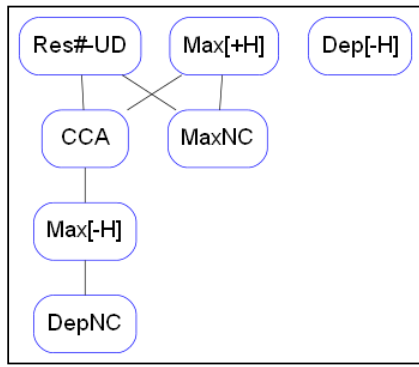 Res#-UD Max[+H] Dep[-H]
CCA MaxNC
Max[-H]
DepNC